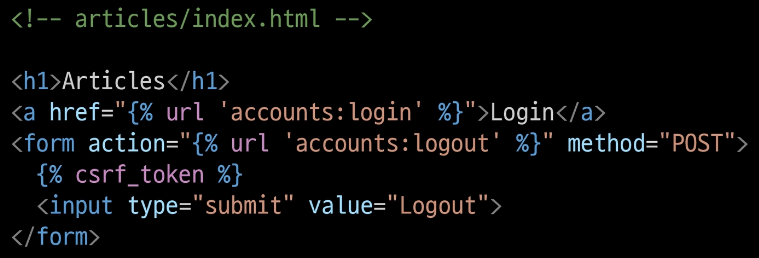 <!-- articles/index.html -->
<h1>Articles</h1>
<a href="{% url 'accounts:login' %}">Login</a>
<form action="{% url 'accounts:logout' %}" method="POST">
{% csrf_token %}
<input type="submit" value="Logout">
</form>